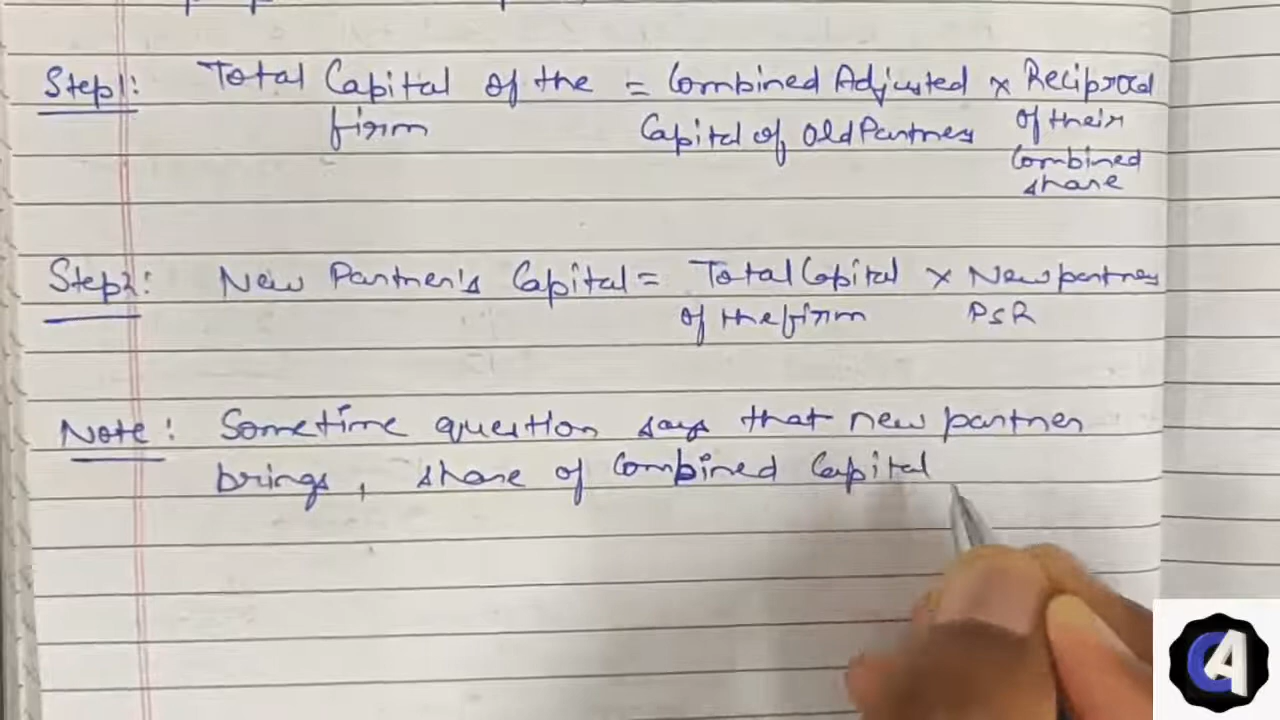 Step1: Total Capital of the = Combined Adjusted × Reciprocal
firm Capital of Old Partners of their
combined
share
Step2: New Partner's Capital = Total Capital × New partners
of the firm PSR
Note: Sometime question says that new partner
brings, share of Combined Capital
CA